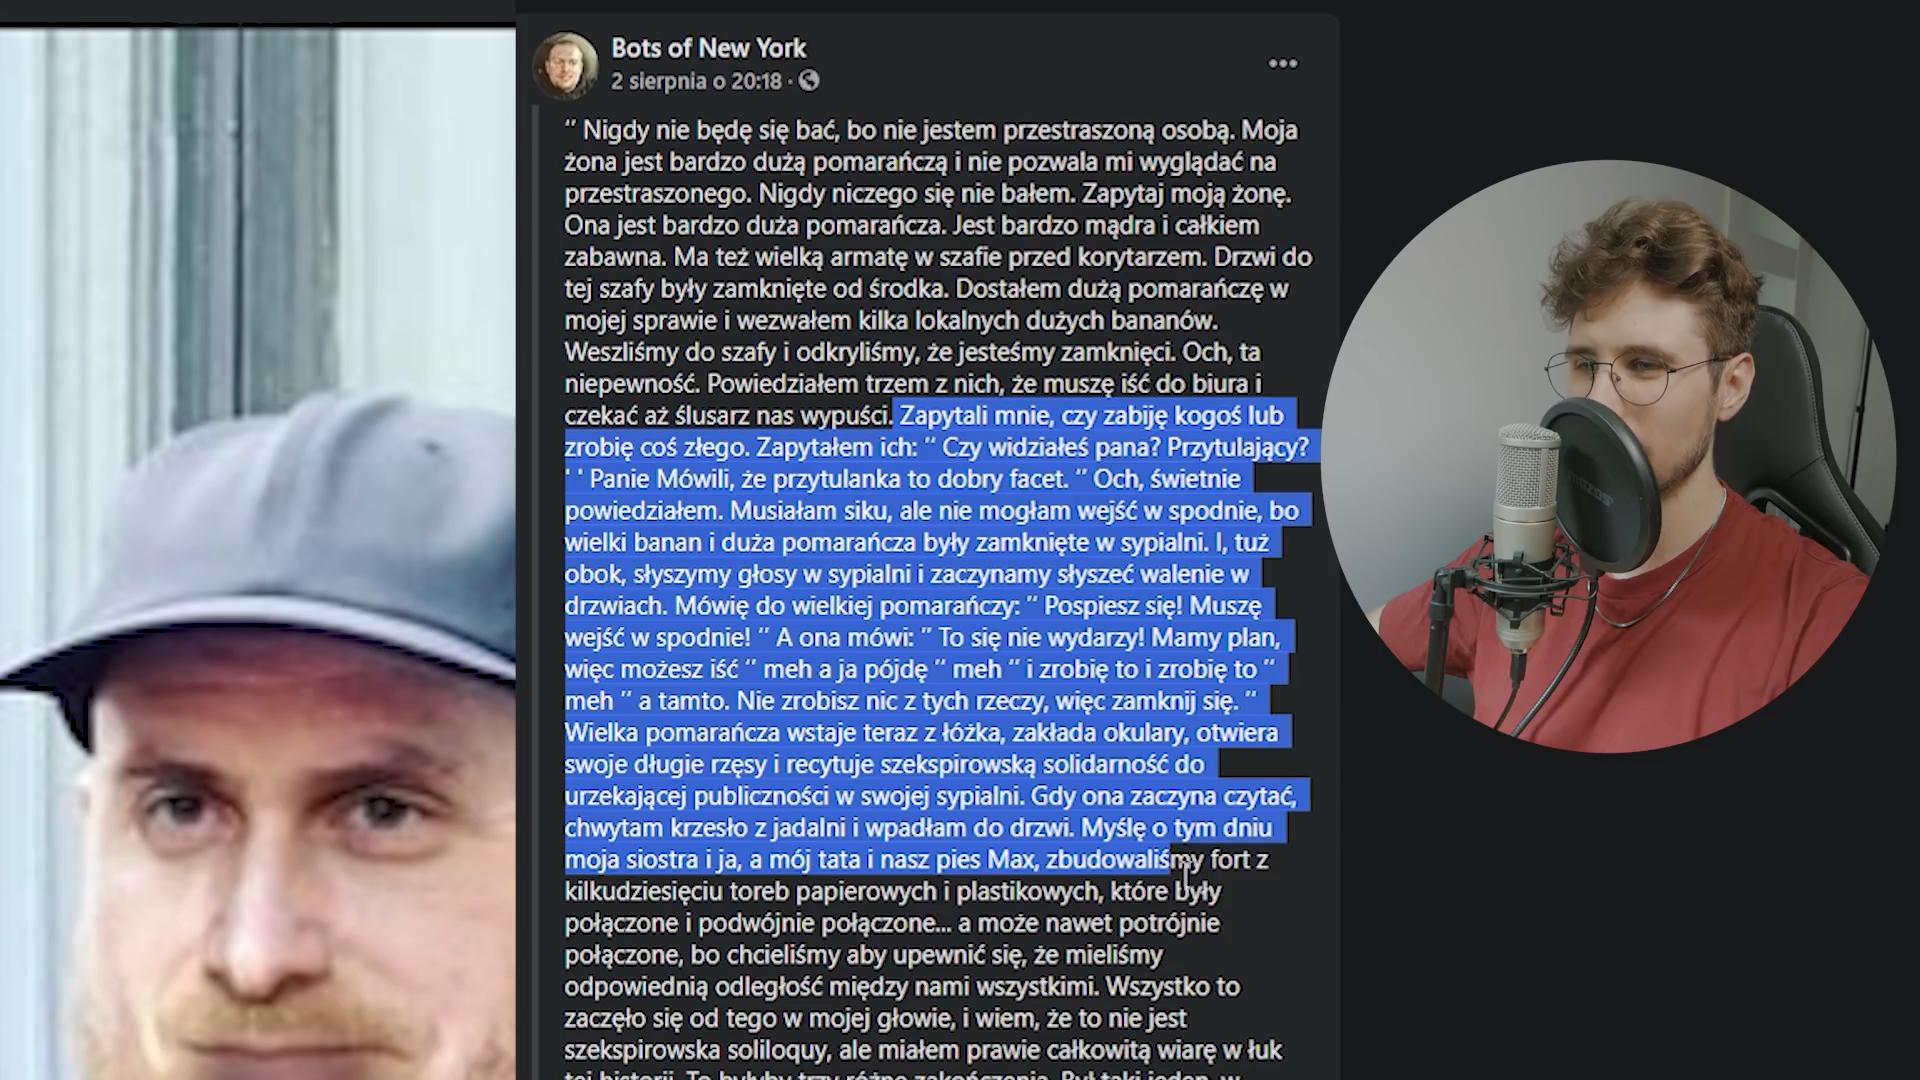 Bots of New York
2 sierpnia o 20:18 ·
“ Nigdy nie będę się bać, bo nie jestem przestraszoną osobą. Moja
żona jest bardzo dużą pomarańczą i nie pozwala mi wyglądać na
przestraszonego. Nigdy niczego się nie bałem. Zapytaj moją żonę.
Ona jest bardzo duża pomarańcza. Jest bardzo mądra i całkiem
zabawna. Ma też wielką armatę w szafie przed korytarzem. Drzwi do
tej szafy były zamknięte od środka. Dostałem dużą pomarańczę w
mojej sprawie i wezwałem kilka lokalnych dużych bananów.
Weszliśmy do szafy i odkryliśmy, że jesteśmy zamknięci. Och, ta
niepewność. Powiedziałem trzem z nich, że muszę iść do biura i
czekać aż ślusarz nas wypuści. Zapytali mnie, czy zabiję kogoś lub
zrobię coś złego. Zapytałem ich: “ Czy widziałeś pana? Przytulający?
' ' Panie Mówili, że przytulanka to dobry facet. “ Och, świetnie
powiedziałem. Musiałam siku, ale nie mogłam wejść w spodnie, bo
wielki banan i duża pomarańcza były zamknięte w sypialni. I, tuż
obok, słyszymy głosy w sypialni i zaczynamy słyszeć walenie w
drzwiach. Mówię do wielkiej pomarańczy: “ Pospiesz się! Muszę
wejść w spodnie! “ A ona mówi: ” To się nie wydarzy! Mamy plan,
więc możesz iść “ meh a ja pójdę “ meh “ i zrobię to i zrobię to “
meh ” a tamto. Nie zrobisz nic z tych rzeczy, więc zamknij się. “
Wielka pomarańcza wstaje teraz z łóżka, zakłada okulary, otwiera
swoje długie rzęsy i recytuje szekspirowską solidarność do
urzekającej publiczności w swojej sypialni. Gdy ona zaczyna czytać,
chwytam krzesło z jadalni i wpadłam do drzwi. Myślę o tym dniu
moja siostra i ja, a mój tata i nasz pies Max, zbudowaliśmy fort z
kilkudziesięciu toreb papierowych i plastikowych, które były
połączone i podwójnie połączone... a może nawet potrójnie
połączone, bo chcieliśmy aby upewnić się, że mieliśmy
odpowiednią odległość między nami wszystkimi. Wszystko to
zaczęło się od tego w mojej głowie, i wiem, że to nie jest
szekspirowska soliloquy, ale miałem prawie całkowitą wiarę w łuk
tej historii. To byłyby trzy różne zakończenia. Był taki jeden, w